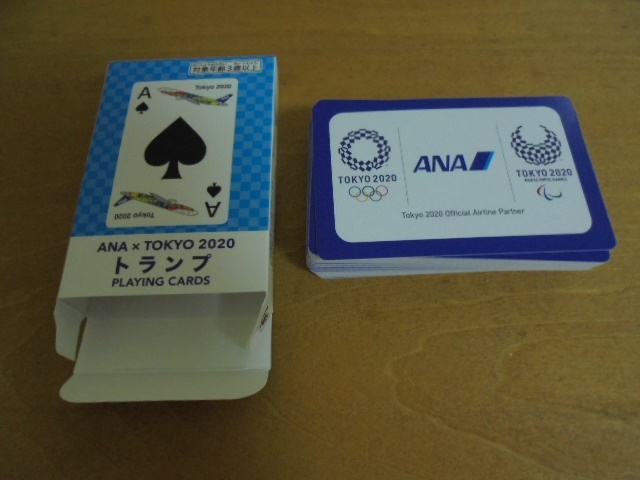 対象年齢3歳以上
A
Tokyo 2020
Tokyo 2020
A
ANA × TOKYO 2020
トランプ
PLAYING CARDS
TOKYO 2020
ANA
TOKYO 2020
PARALYMPIC GAMES
Tokyo 2020 Official Airline Partner